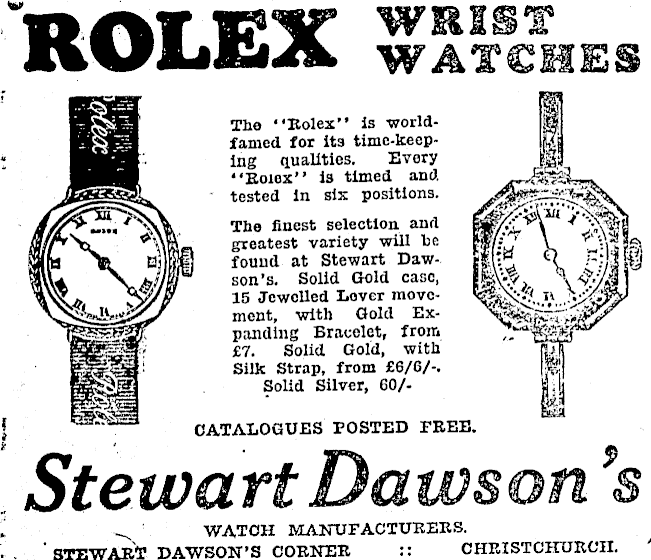 ROLEX WRIST
WATCHES
Rolex
ROLEX
The "Rolex" is world-
famed for its time-keep-
ing qualities. Every
"Rolex" is timed and
tested in six positions.
The finest selection and
greatest variety will be
found at Stewart Daw-
son's. Solid Gold case,
15 Jewelled Lever move-
ment, with Gold Ex-
panding Bracelet, from
£7. Solid Gold, with
Silk Strap, from £6/6/-.
Solid Silver, 60/-
CATALOGUES POSTED FREE.
Stewart Dawson's
WATCH MANUFACTURERS.
STEWART DAWSON'S CORNER :: CHRISTCHURCH.